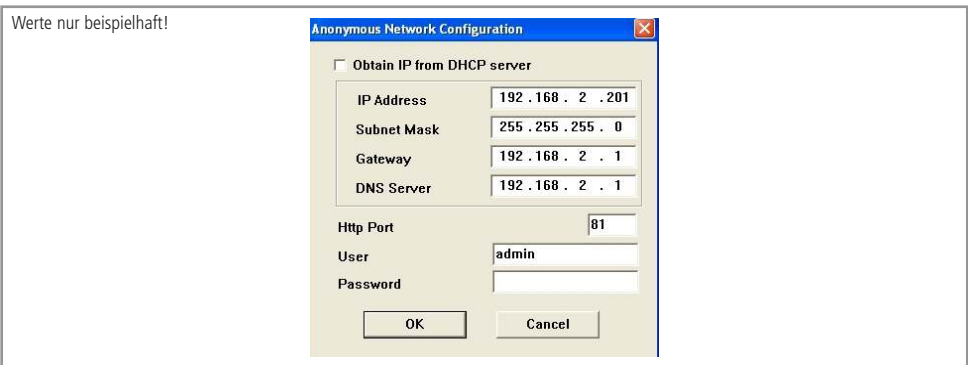 Werte nur beispielhaft!
Anonymous Network Configuration
Obtain IP from DHCP server
IP Address 192.168. 2 .201
Subnet Mask 255.255.255. 0
Gateway 192.168. 2 . 1
DNS Server 192.168. 2 . 1
Http Port 81
User admin
Password
OK Cancel